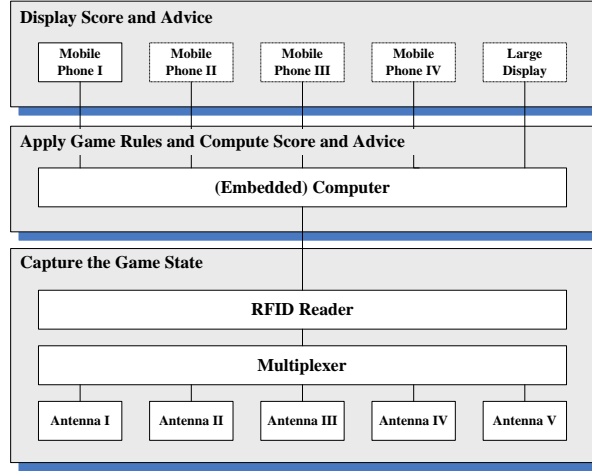 Display Score and Advice
Mobile Phone I
Mobile Phone II
Mobile Phone III
Mobile Phone IV
Large Display
Apply Game Rules and Compute Score and Advice
(Embedded) Computer
Capture the Game State
RFID Reader
Multiplexer
Antenna I
Antenna II
Antenna III
Antenna IV
Antenna V